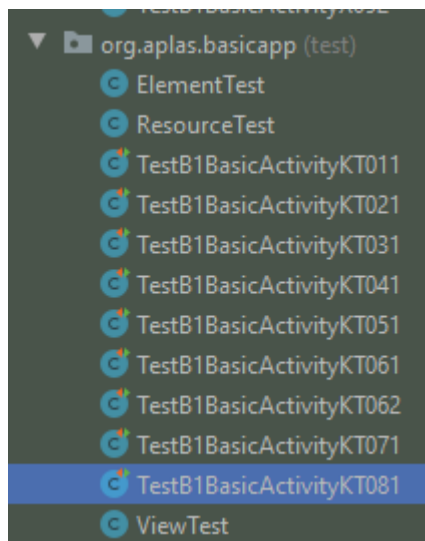 org.aplas.basicapp (test)
ElementTest
ResourceTest
TestB1BasicActivityKT011
TestB1BasicActivityKT021
TestB1BasicActivityKT031
TestB1BasicActivityKT041
TestB1BasicActivityKT051
TestB1BasicActivityKT061
TestB1BasicActivityKT062
TestB1BasicActivityKT071
TestB1BasicActivityKT081
ViewTest